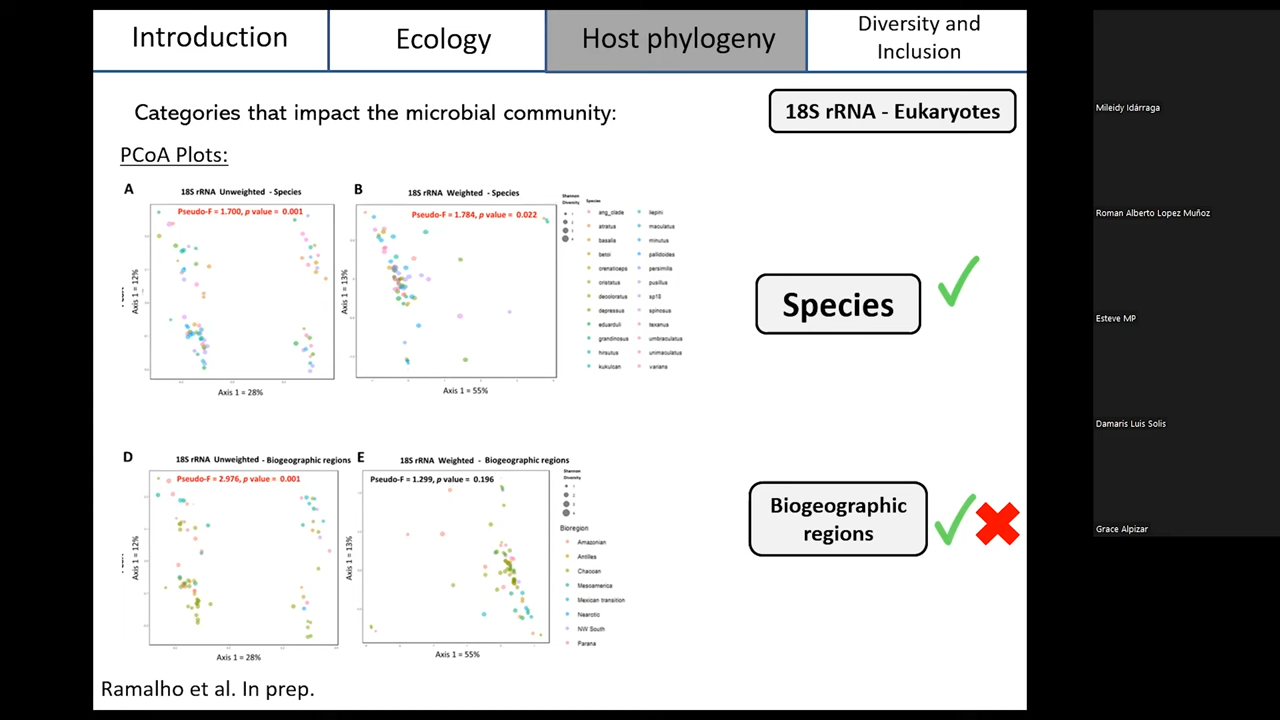 Introduction
Ecology
Host phylogeny
Diversity and
Inclusion
Categories that impact the microbial community:
18S rRNA - Eukaryotes
PCoA Plots:
A
18S rRNA Unweighted - Species
Pseudo-F = 1.700, p value = 0.001
Axis 1 = 12%
Axis 1 = 28%
B
18S rRNA Weighted - Species
Pseudo-F = 1.784, p value = 0.022
Axis 1 = 13%
Axis 1 = 55%
Shannon
Diversity
Species
ang_clade
atratus
basalis
betoi
crenaticeps
cristatus
decoloratus
depressus
eduarduli
grandinosus
hirsutus
kukulcan
liepini
maculatus
minutus
pallidoides
persimilis
pusillus
sp18
spinosus
texanus
umbraculatus
unimaculatus
varians
Species
D
18S rRNA Unweighted - Biogeographic regions
Pseudo-F = 2.976, p value = 0.001
Axis 1 = 12%
Axis 1 = 28%
E
18S rRNA Weighted - Biogeographic regions
Pseudo-F = 1.299, p value = 0.196
Axis 1 = 13%
Axis 1 = 55%
Shannon
Diversity
Bioregion
Amazonian
Antilles
Chacoan
Mesoamerica
Mexican transition
Nearctic
NW South
Parana
Biogeographic
regions
Ramalho et al. In prep.
Mileidy Idárraga
Roman Alberto Lopez Muñoz
Esteve MP
Damaris Luis Solis
Grace Alpizar